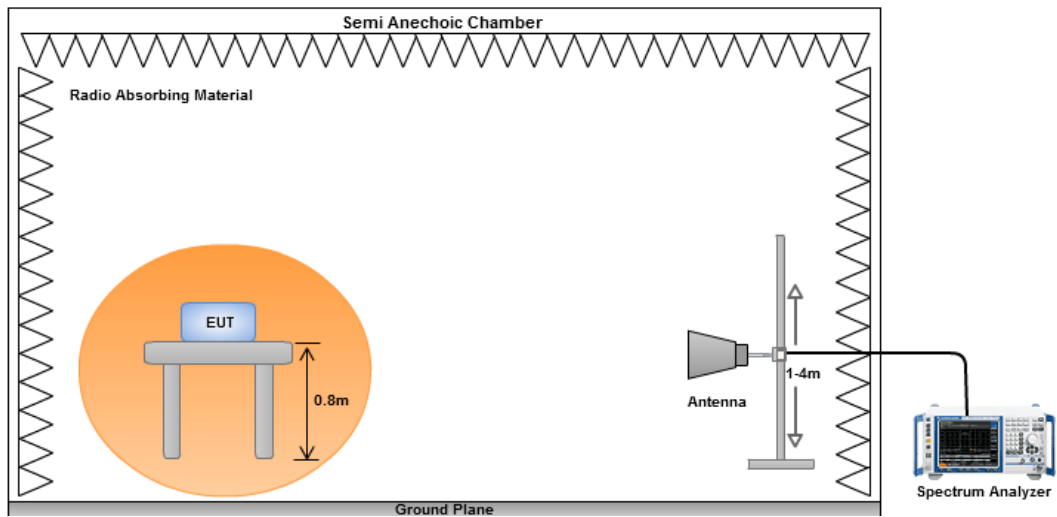 Semi Anechoic Chamber
Radio Absorbing Material
EUT
0.8m
1-4m
Antenna
Spectrum Analyzer
Ground Plane